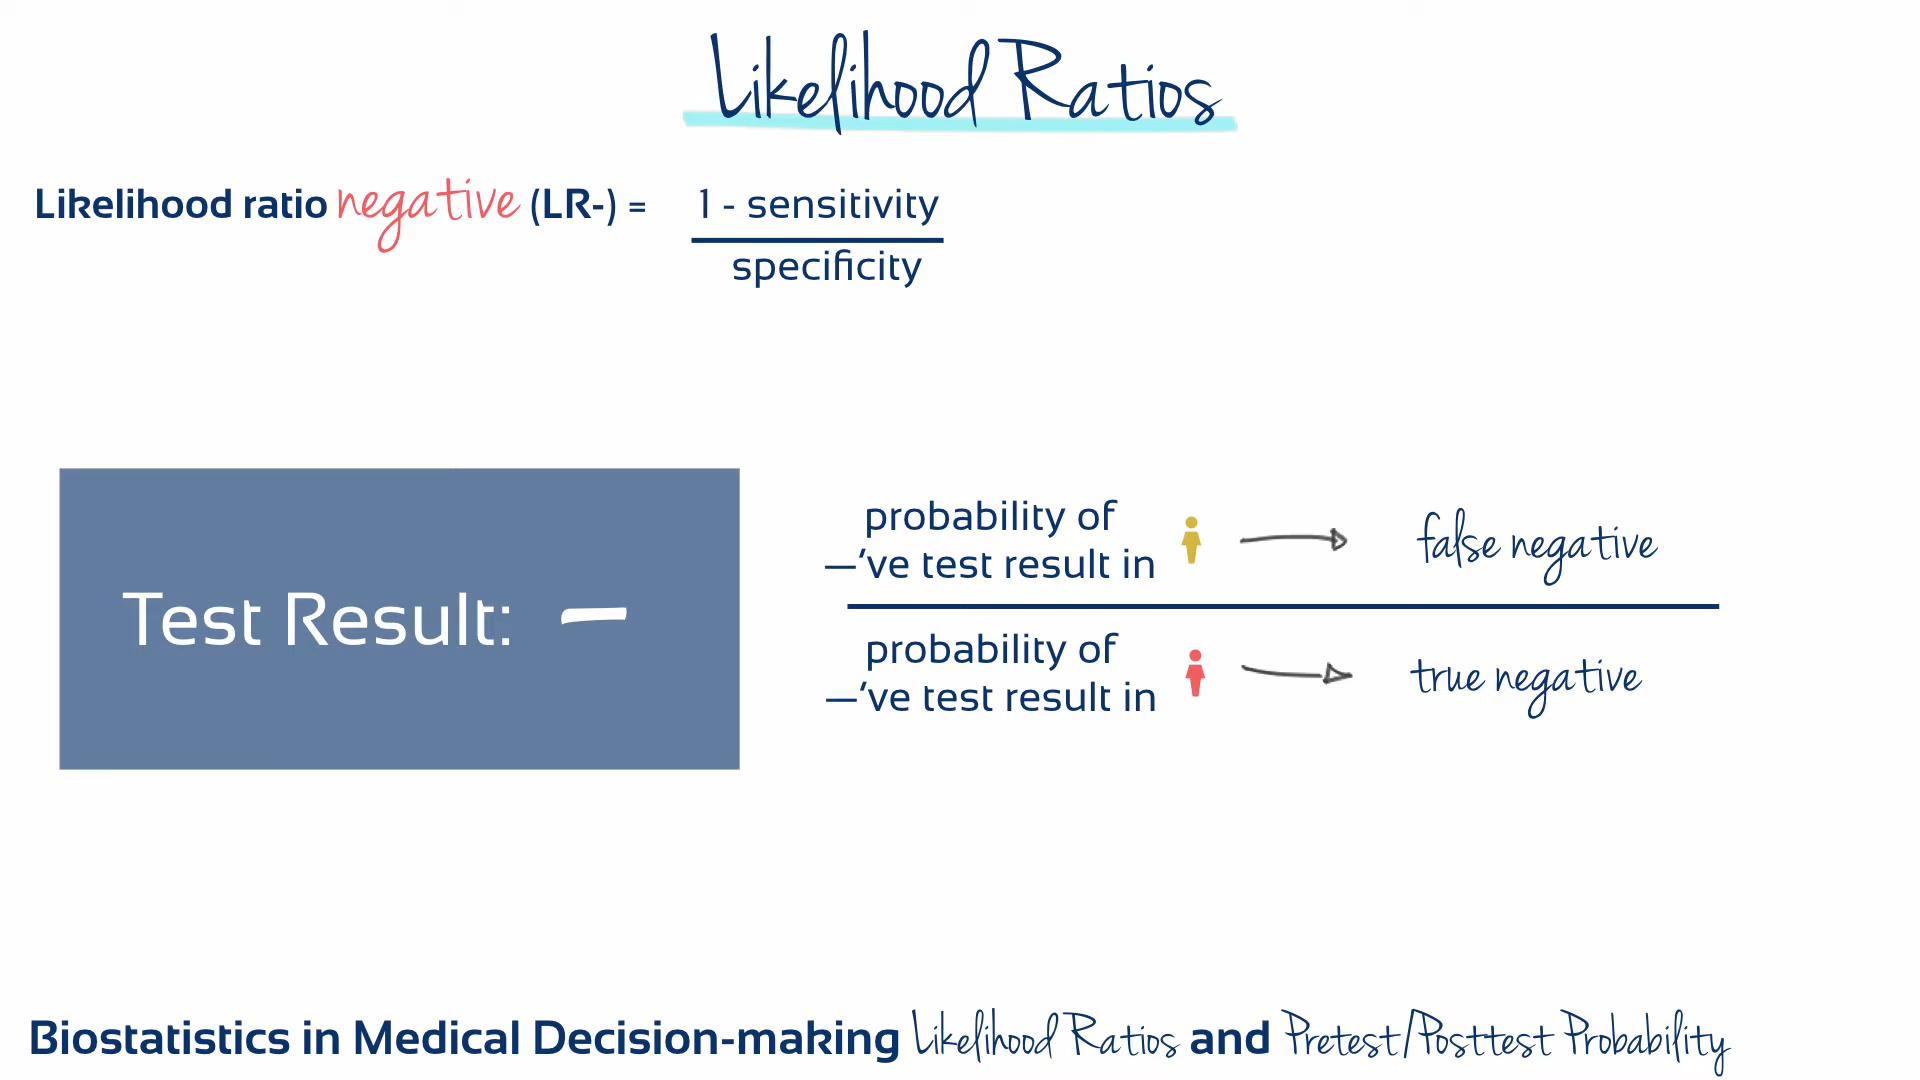 Likelihood Ratios
Likelihood ratio negative (LR-) = 1 - sensitivity
specificity
probability of
—’ve test result in
false negative
Test Result: –
probability of
—’ve test result in
true negative
Biostatistics in Medical Decision-making Likelihood Ratios and Pretest/Posttest Probability